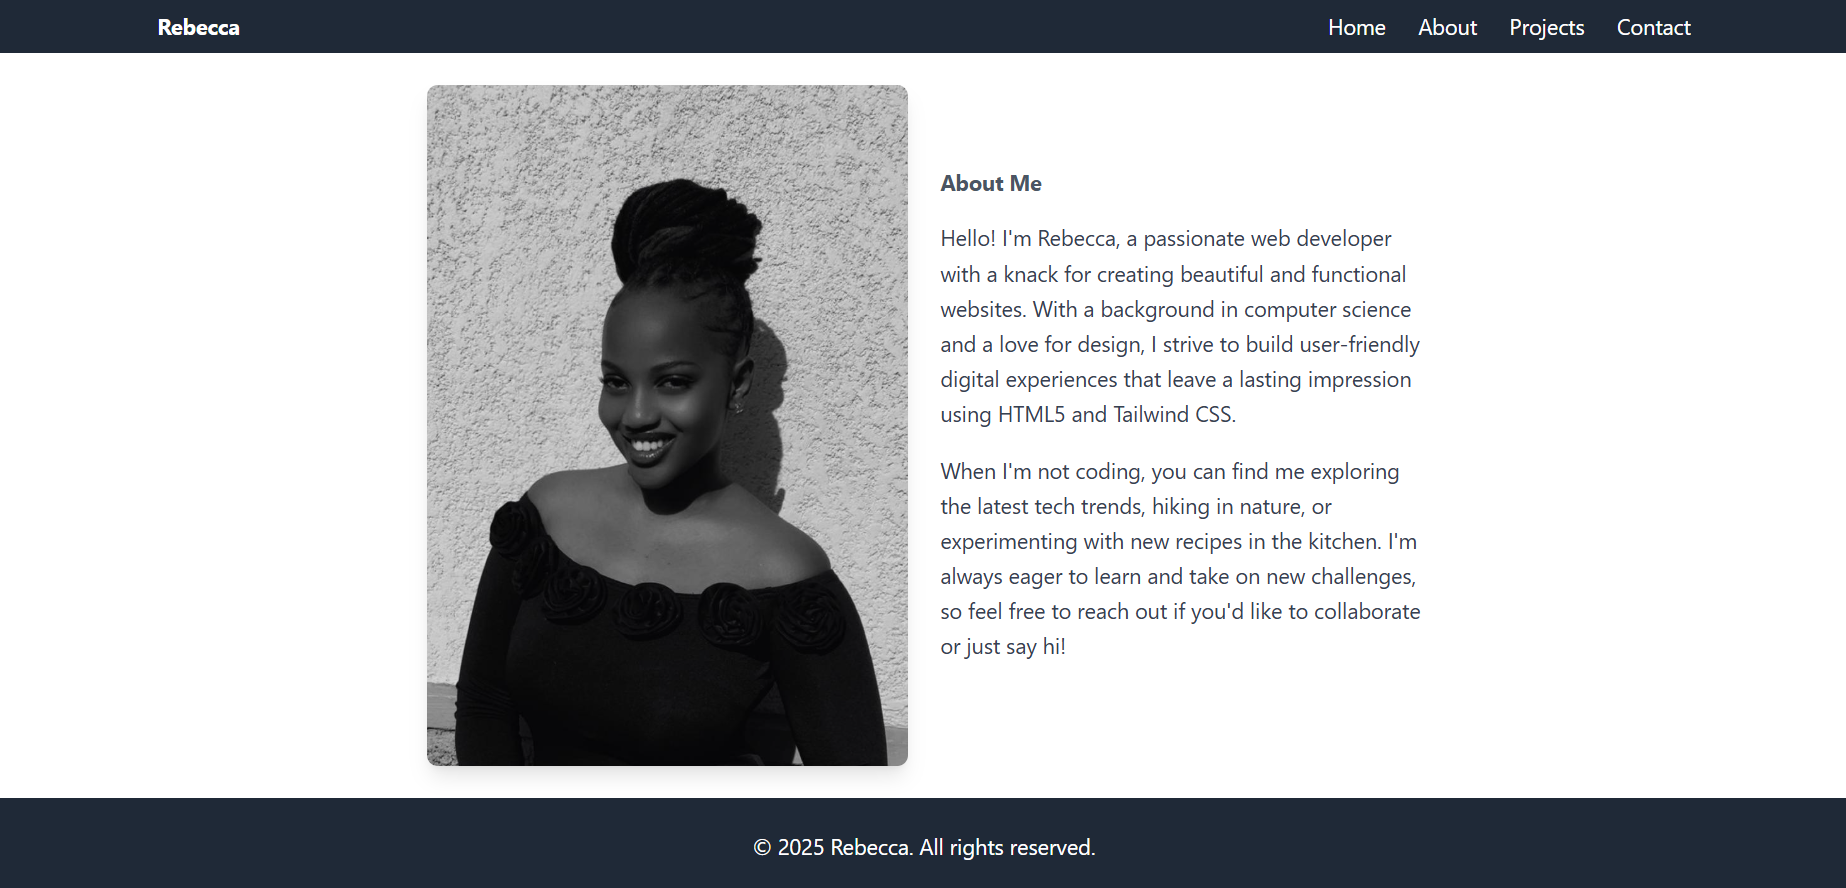 Rebecca
Home About Projects Contact
About Me
Hello! I'm Rebecca, a passionate web developer
with a knack for creating beautiful and functional
websites. With a background in computer science
and a love for design, I strive to build user-friendly
digital experiences that leave a lasting impression
using HTML5 and Tailwind CSS.
When I'm not coding, you can find me exploring
the latest tech trends, hiking in nature, or
experimenting with new recipes in the kitchen. I'm
always eager to learn and take on new challenges,
so feel free to reach out if you'd like to collaborate
or just say hi!
© 2025 Rebecca. All rights reserved.